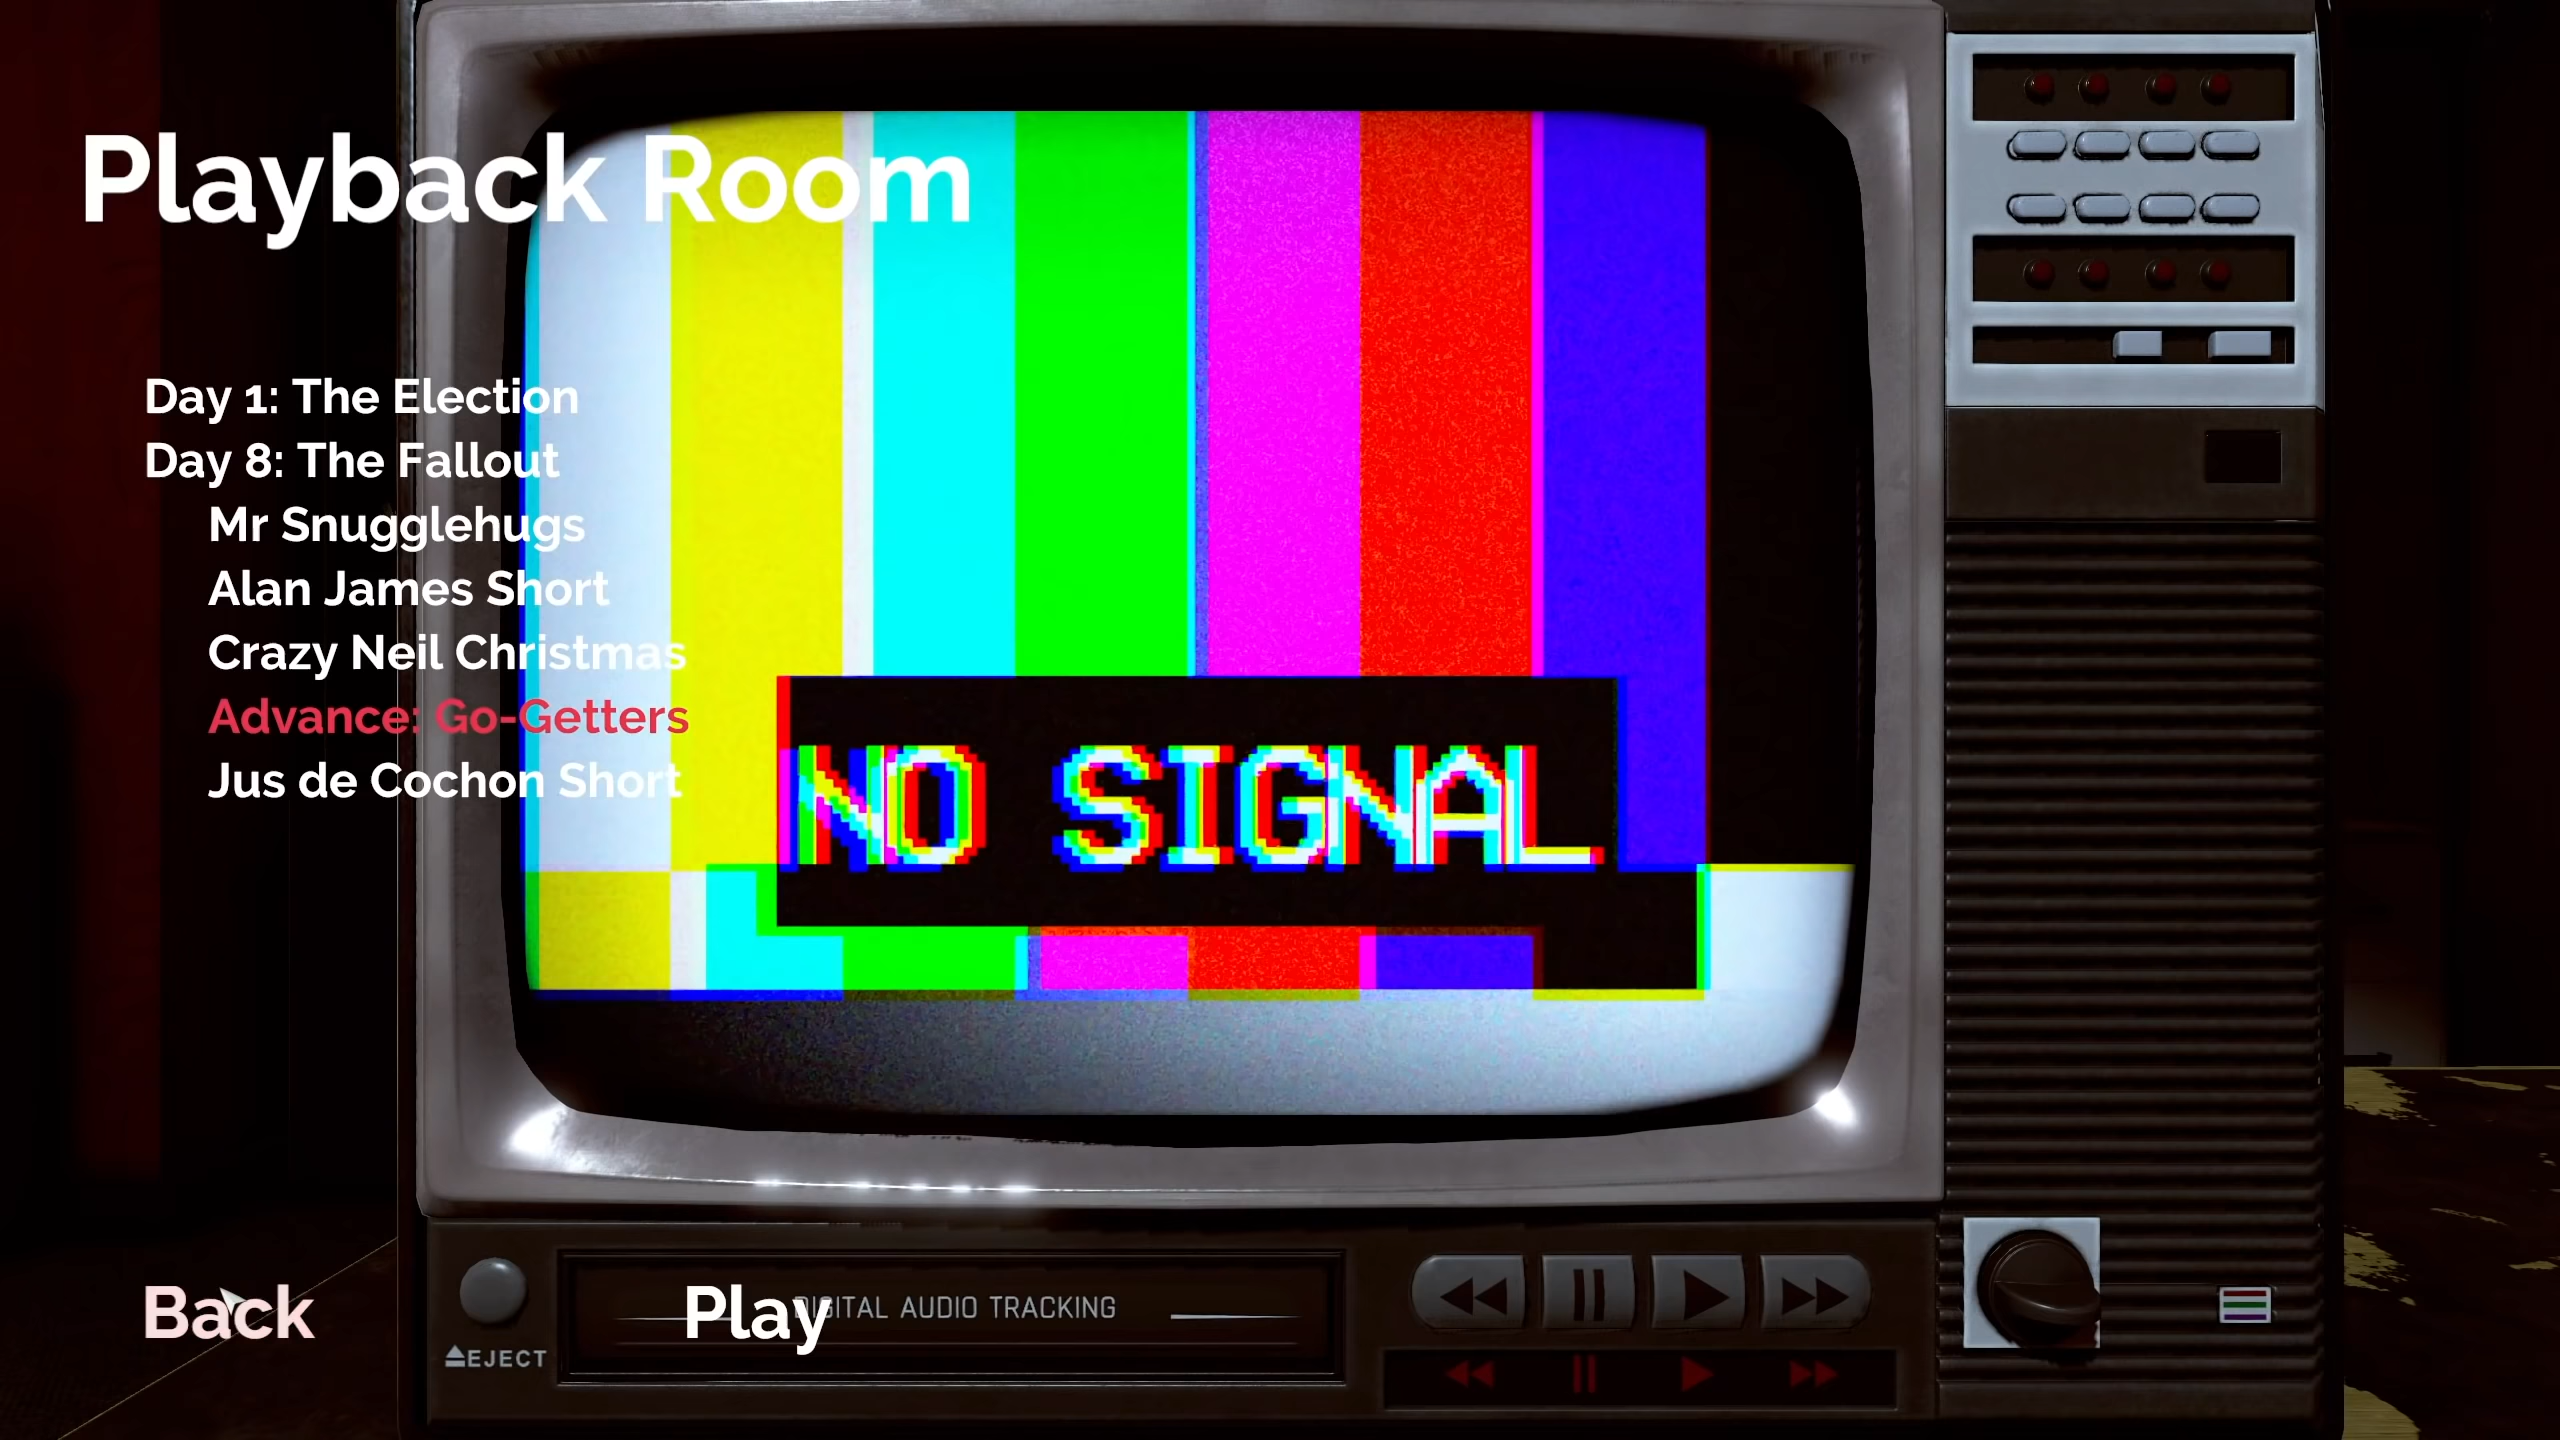 Playback Room
Day 1: The Election
Day 8: The Fallout
Mr Snugglehugs
Alan James Short
Crazy Neil Christmas
Advance: Go-Getters
Jus de Cochon Short
NO SIGNAL
Back
Play
DIGITAL AUDIO TRACKING
EJECT